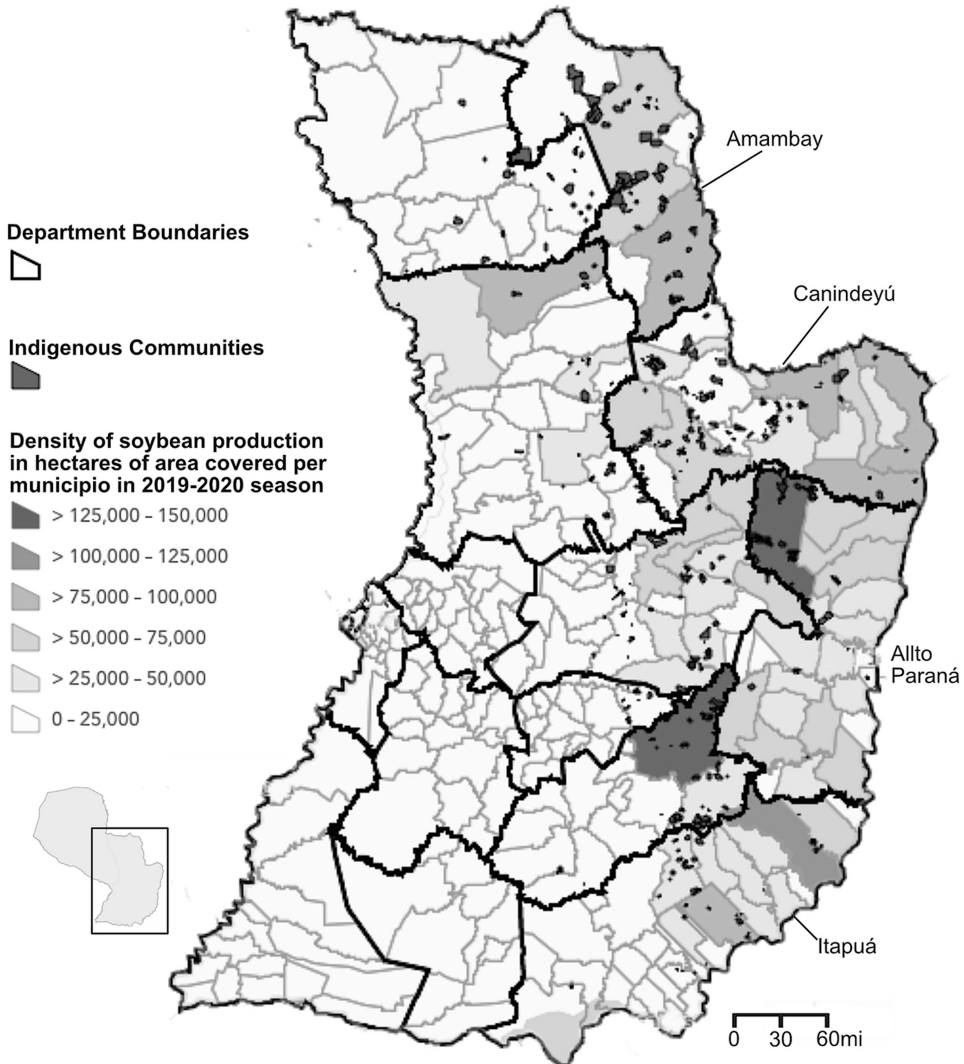 Amambay
Department Boundaries
Canindeyú
Indigenous Communities
Density of soybean production
in hectares of area covered per
municipio in 2019-2020 season
> 125,000 – 150,000
> 100,000 – 125,000
> 75,000 – 100,000
> 50,000 – 75,000
> 25,000 – 50,000
0 – 25,000
Allto
Paraná
Itapuá
0 30 60mi